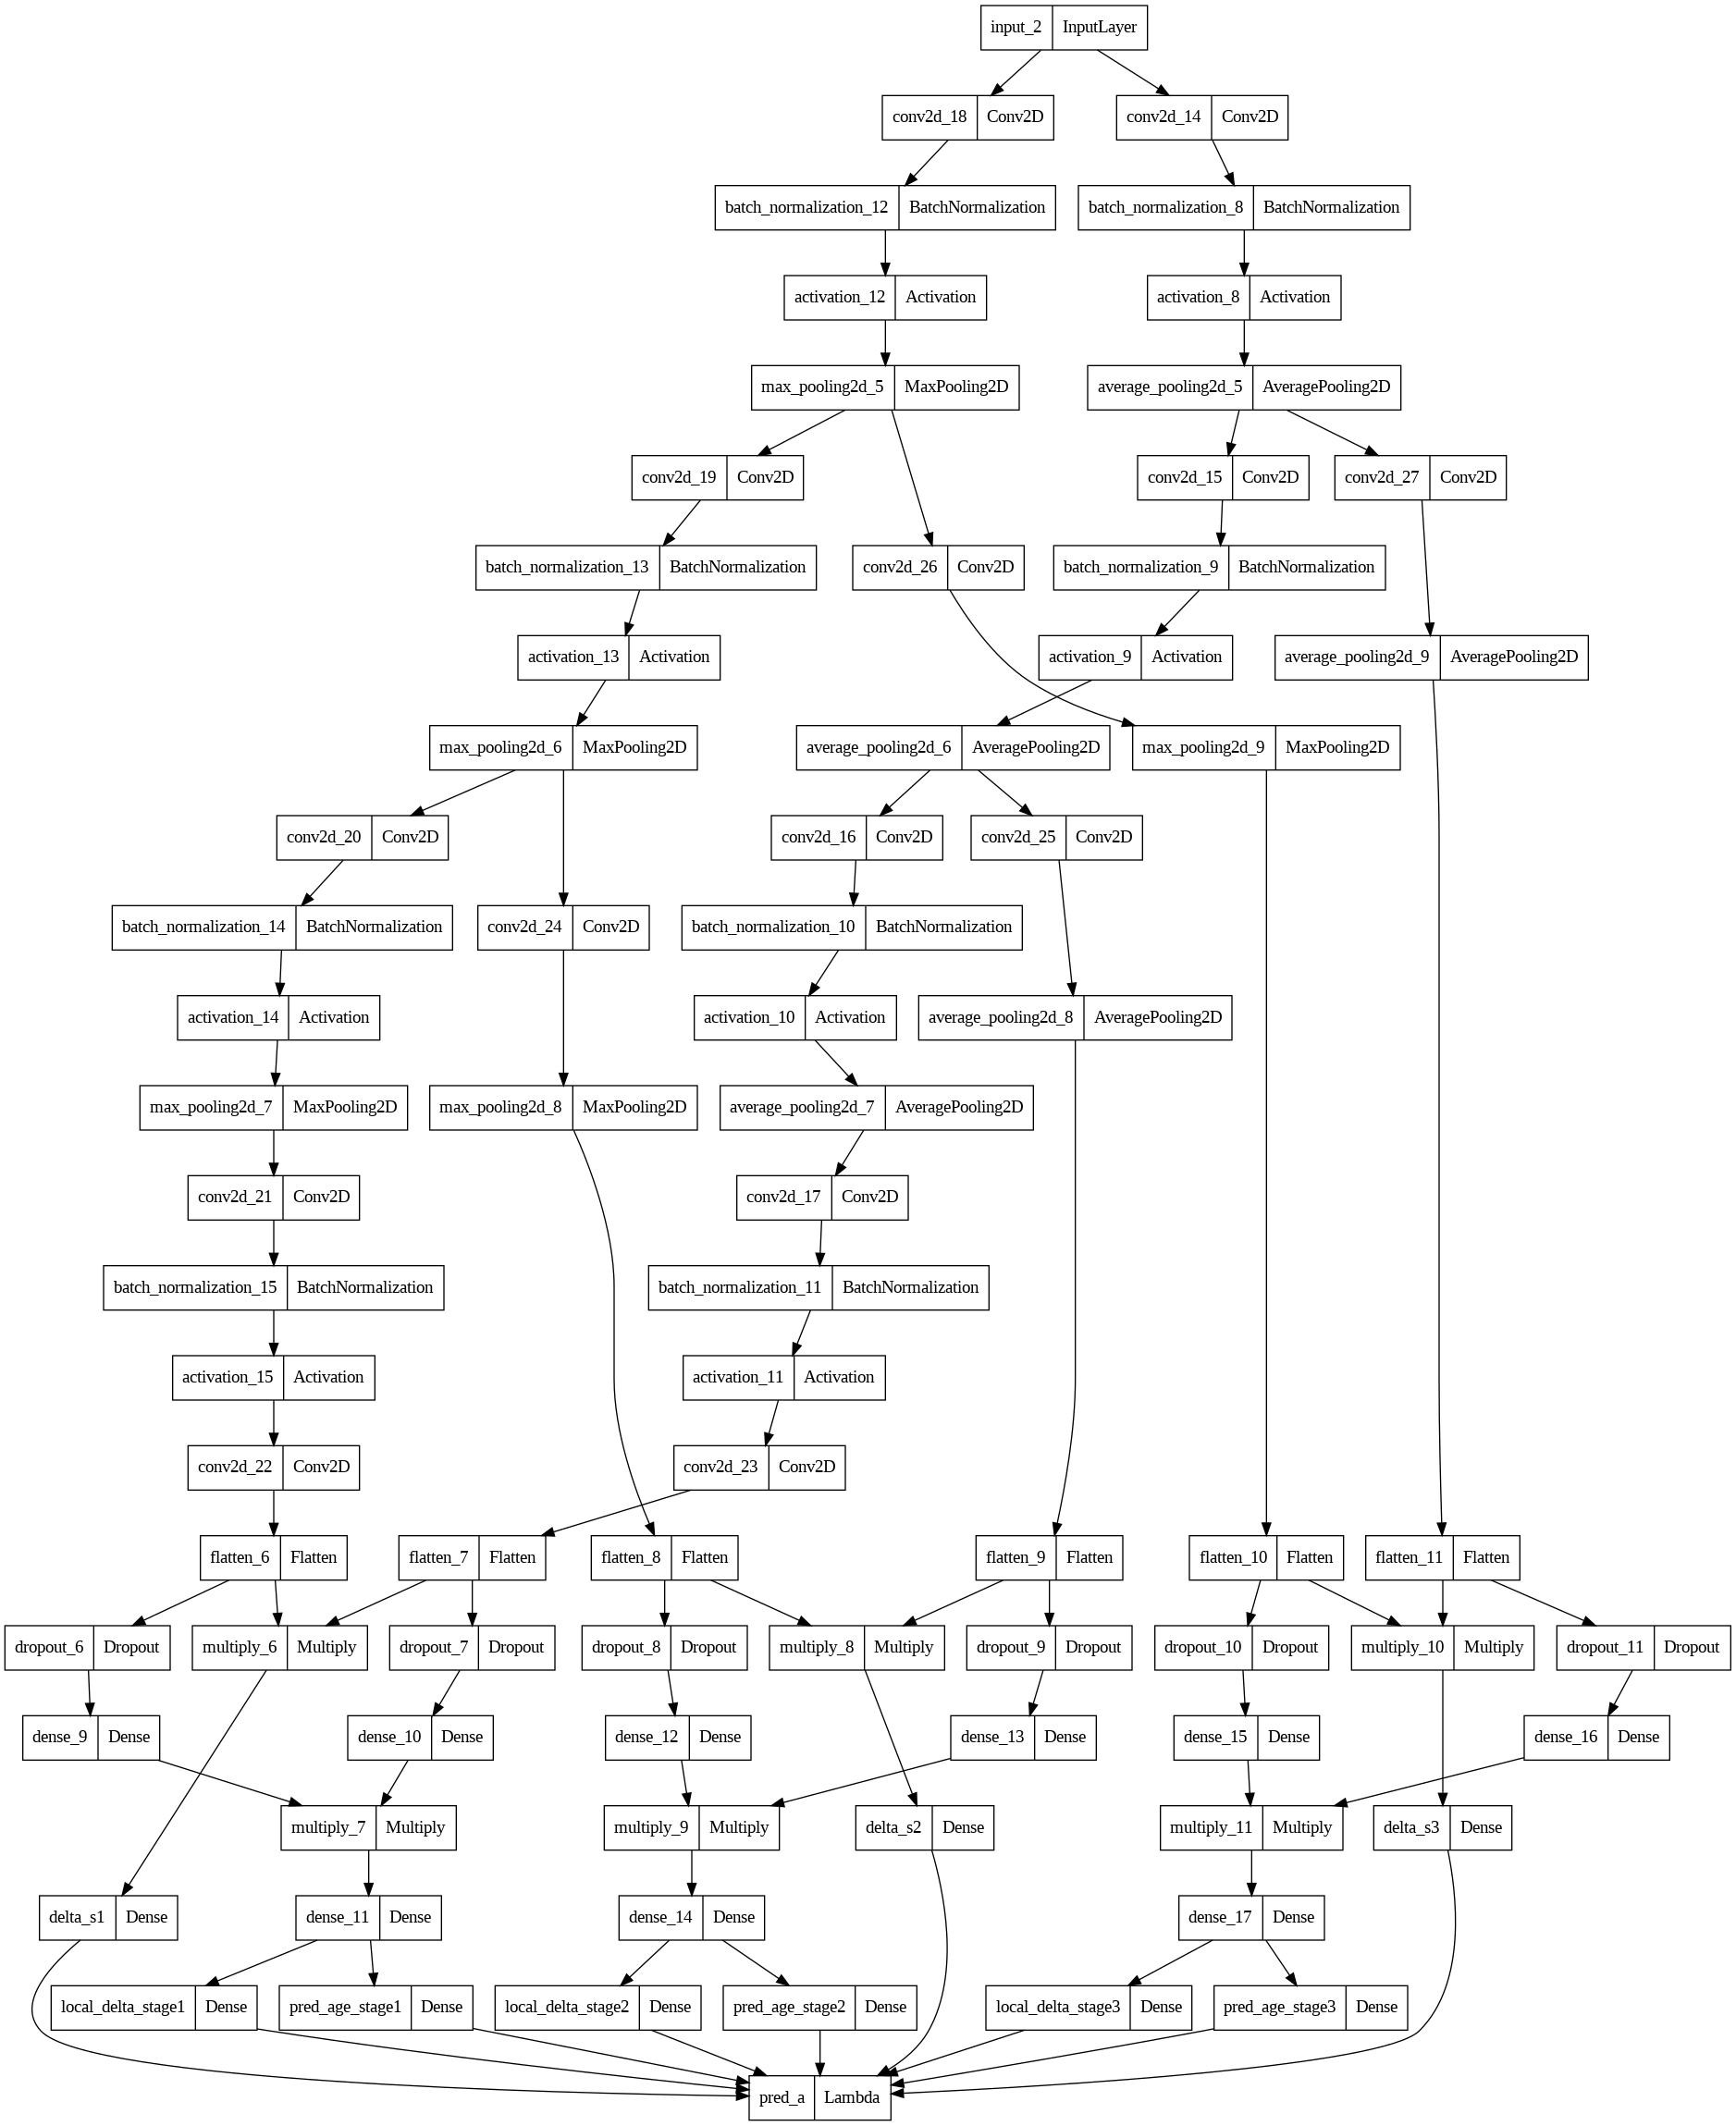 input_2 InputLayer
conv2d_18 Conv2D
conv2d_14 Conv2D
batch_normalization_12 BatchNormalization
batch_normalization_8 BatchNormalization
activation_12 Activation
activation_8 Activation
max_pooling2d_5 MaxPooling2D
average_pooling2d_5 AveragePooling2D
conv2d_19 Conv2D
conv2d_15 Conv2D
conv2d_27 Conv2D
batch_normalization_13 BatchNormalization
conv2d_26 Conv2D
batch_normalization_9 BatchNormalization
activation_13 Activation
activation_9 Activation
average_pooling2d_9 AveragePooling2D
max_pooling2d_6 MaxPooling2D
average_pooling2d_6 AveragePooling2D
max_pooling2d_9 MaxPooling2D
conv2d_20 Conv2D
conv2d_16 Conv2D
conv2d_25 Conv2D
batch_normalization_14 BatchNormalization
conv2d_24 Conv2D
batch_normalization_10 BatchNormalization
activation_14 Activation
activation_10 Activation
average_pooling2d_8 AveragePooling2D
max_pooling2d_7 MaxPooling2D
max_pooling2d_8 MaxPooling2D
average_pooling2d_7 AveragePooling2D
conv2d_21 Conv2D
conv2d_17 Conv2D
batch_normalization_15 BatchNormalization
batch_normalization_11 BatchNormalization
activation_15 Activation
activation_11 Activation
conv2d_22 Conv2D
conv2d_23 Conv2D
flatten_6 Flatten
flatten_7 Flatten
flatten_8 Flatten
flatten_9 Flatten
flatten_10 Flatten
flatten_11 Flatten
dropout_6 Dropout
multiply_6 Multiply
dropout_7 Dropout
dropout_8 Dropout
multiply_8 Multiply
dropout_9 Dropout
dropout_10 Dropout
multiply_10 Multiply
dropout_11 Dropout
dense_9 Dense
dense_10 Dense
dense_12 Dense
dense_13 Dense
dense_15 Dense
dense_16 Dense
multiply_7 Multiply
multiply_9 Multiply
delta_s2 Dense
multiply_11 Multiply
delta_s3 Dense
delta_s1 Dense
dense_11 Dense
dense_14 Dense
dense_17 Dense
local_delta_stage1 Dense
pred_age_stage1 Dense
local_delta_stage2 Dense
pred_age_stage2 Dense
local_delta_stage3 Dense
pred_age_stage3 Dense
pred_a Lambda